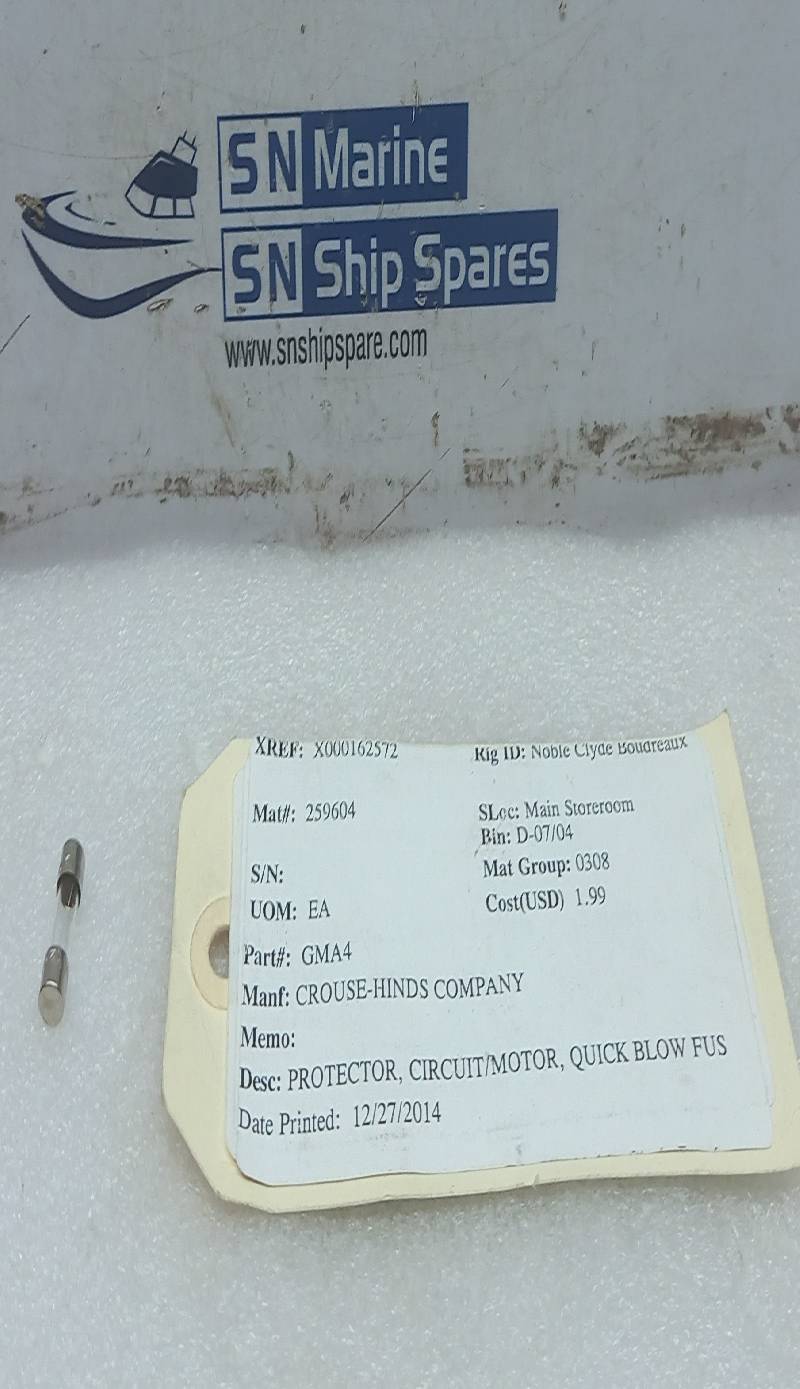 SN Marine
SN Ship Spares
www.snshipspare.com
XREF: X000162572 Rig ID: Noble Clyde Boudreaux
Mat#: 259604 SLoc: Main Storeroom
Bin: D-07/04
S/N: Mat Group: 0308
UOM: EA Cost(USD) 1.99
Part#: GMA4
Manf: CROUSE-HINDS COMPANY
Memo:
Desc: PROTECTOR, CIRCUIT/MOTOR, QUICK BLOW FUS
Date Printed: 12/27/2014